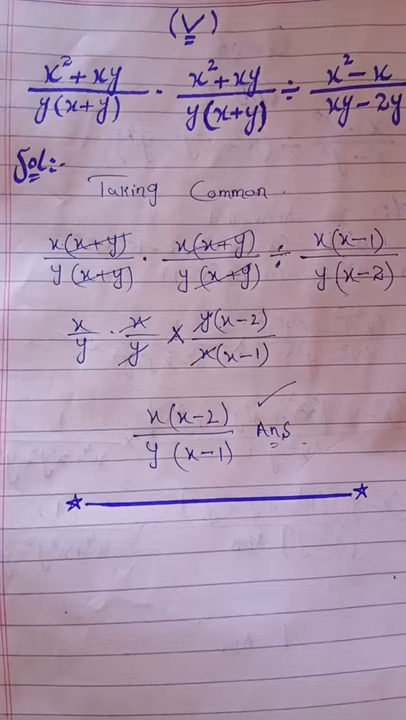 (V)
x²+xy / y(x+y) · x²+xy / y(x+y) ÷ x²-x / xy-2y
Sol:-
Taking Common.
x(x+y) / y(x+y) · x(x+y) / y(x+y) ÷ x(x-1) / y(x-2)
x/y · x/y × y(x-2) / x(x-1)
x(x-2) / y(x-1) Ans